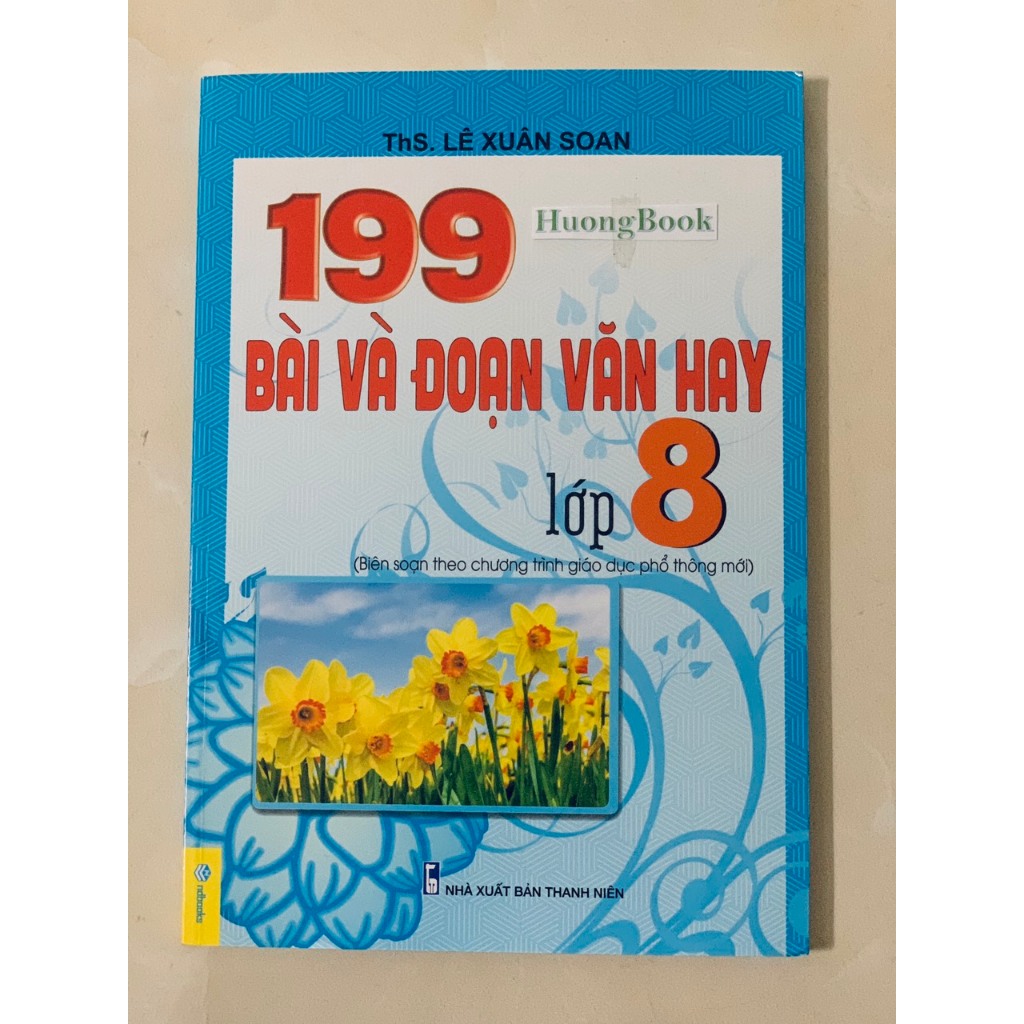 ThS. LÊ XUÂN SOAN
199
HuongBook
BÀI VÀ ĐOẠN VĂN HAY
lớp 8
(Biên soạn theo chương trình giáo dục phổ thông mới)
NHÀ XUẤT BẢN THANH NIÊN
ndbooks